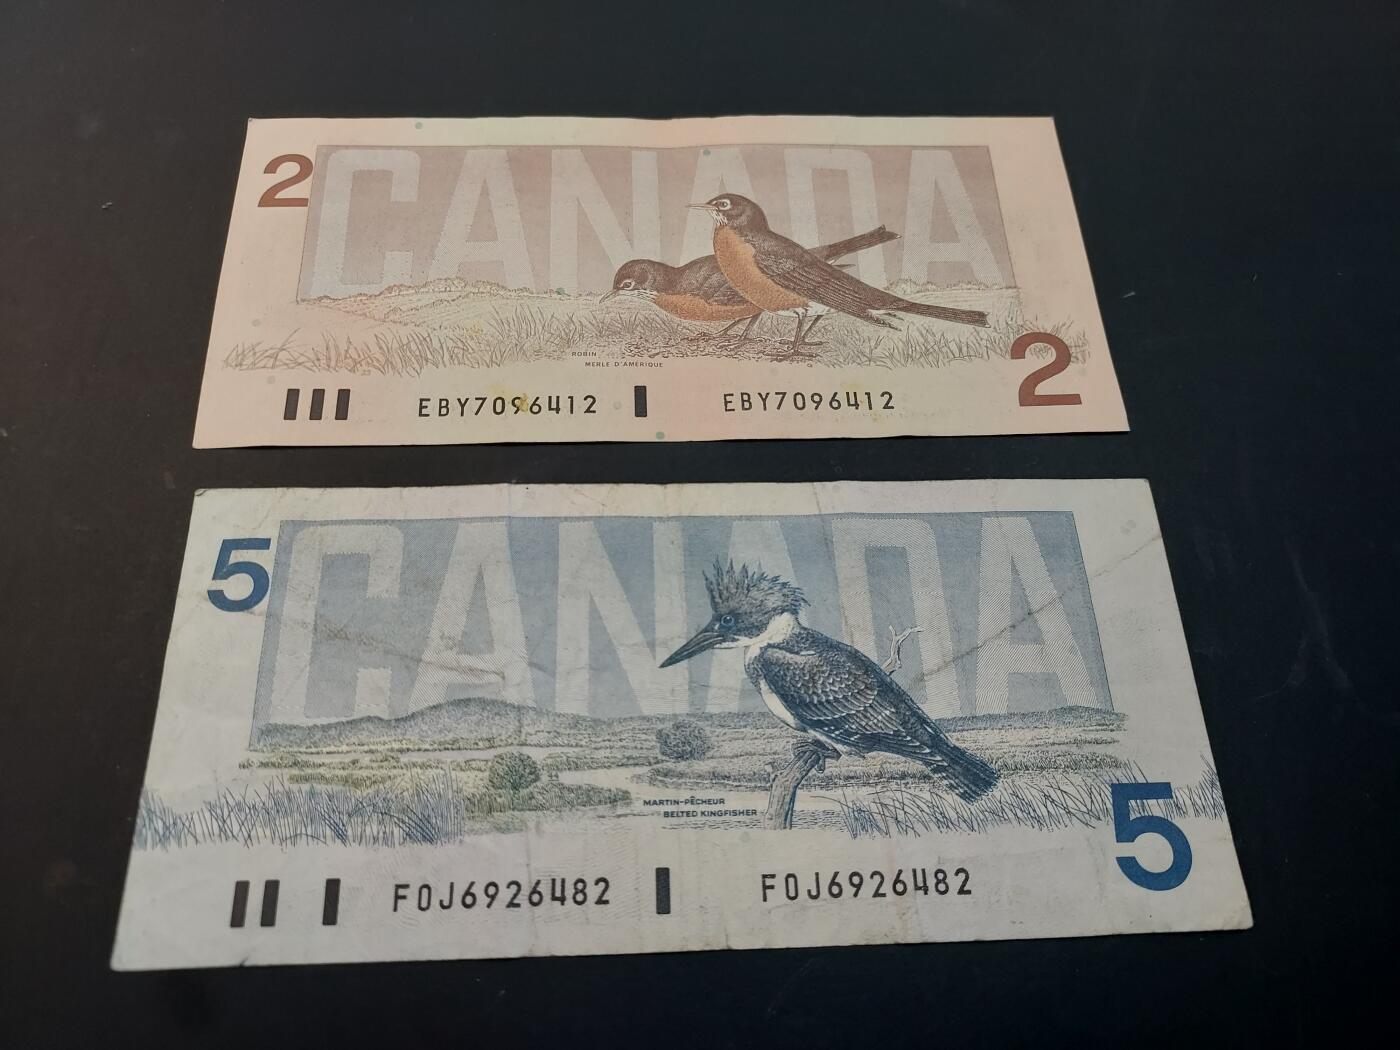 2
CANADA
ROBIN
MERLE D'AMÉRIQUE
2
EBY7096412 EBY7096412
5
CANADA
MARTIN-PÊCHEUR
BELTED KINGFISHER
5
FOJ6926482 FOJ6926482